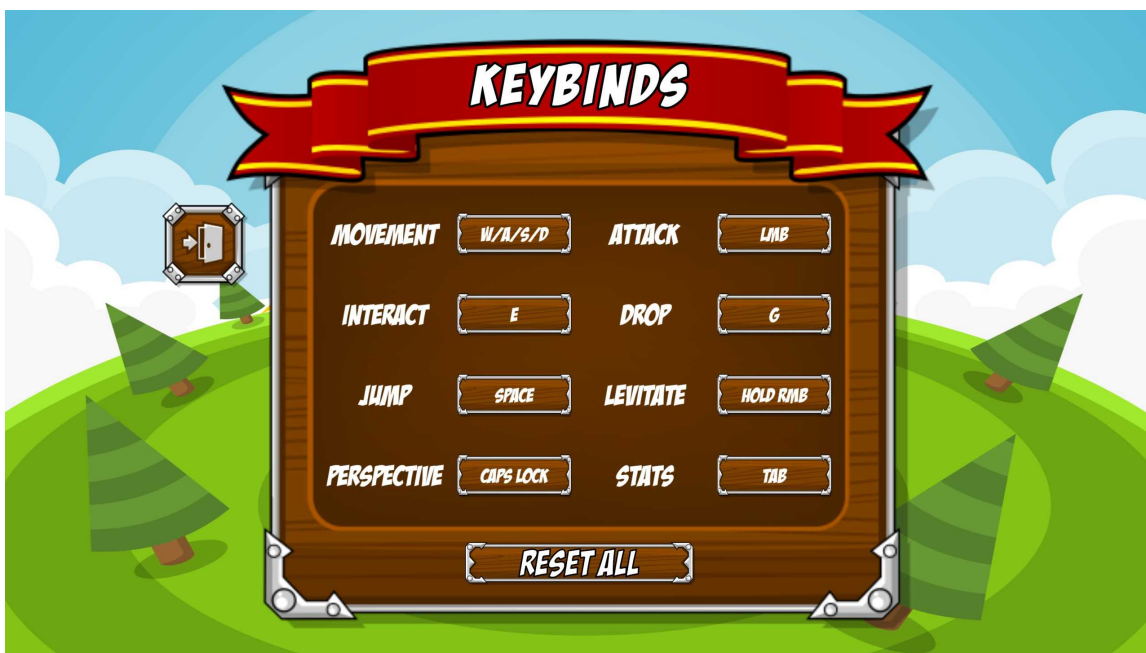 KEYBINDS
MOVEMENT W/A/S/D ATTACK LMB
INTERACT E DROP G
JUMP SPACE LEVITATE HOLD RMB
PERSPECTIVE CAPS LOCK STATS TAB
RESET ALL